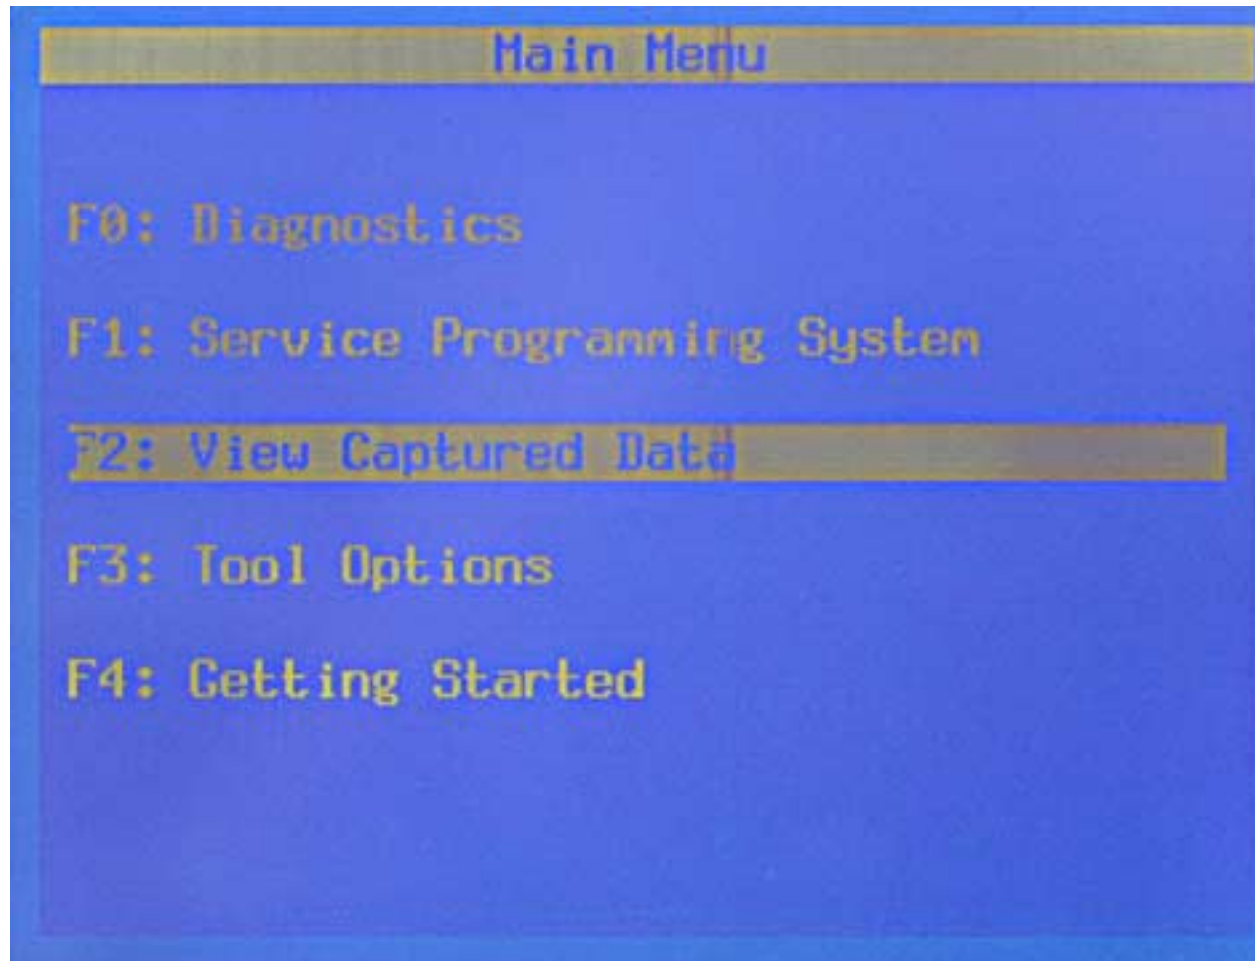 Main Menu
F0: Diagnostics
F1: Service Programming System
F2: View Captured Data
F3: Tool Options
F4: Getting Started